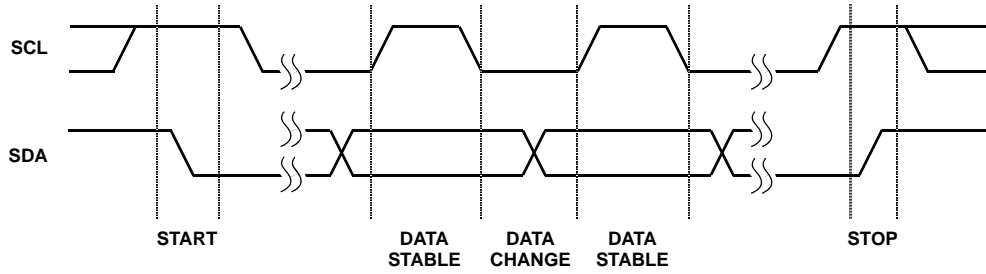 SCL
SDA
START
DATA
STABLE
DATA
CHANGE
DATA
STABLE
STOP